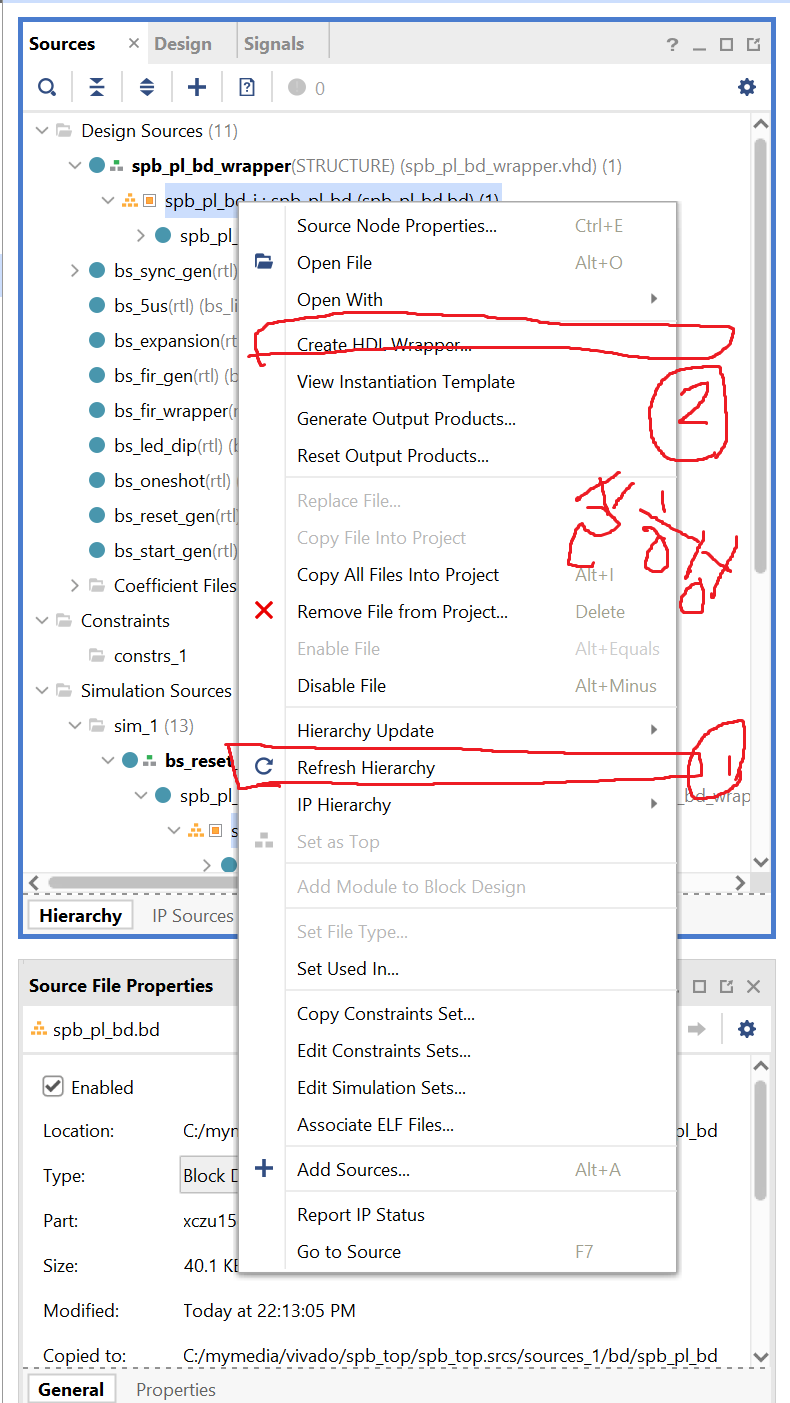 Sources × Design Signals ?
0
Design Sources (11)
spb_pl_bd_wrapper(STRUCTURE) (spb_pl_bd_wrapper.vhd) (1)
spb_pl_bd_i : spb_pl_bd (spb_pl_bd.bd) (1)
spb_pl_
bs_sync_gen(rtl)
bs_5us(rtl) (bs_li
bs_expansion(rt
bs_fir_gen(rtl) (b
bs_fir_wrapper(r
bs_led_dip(rtl) (b
bs_oneshot(rtl) (
bs_reset_gen(rtl
bs_start_gen(rtl)
Coefficient Files
Constraints
constrs_1
Simulation Sources
sim_1 (13)
bs_reset_
spb_pl_
_bd_wrap
s
Hierarchy IP Sources
Source Node Properties... Ctrl+E
Open File Alt+O
Open With
Create HDL Wrapper...
View Instantiation Template
2
Generate Output Products...
Reset Output Products...
Replace File...
Copy File Into Project
Copy All Files Into Project Alt+I
Remove File from Project... Delete
Enable File Alt+Equals
Disable File Alt+Minus
Hierarchy Update
Refresh Hierarchy
1
IP Hierarchy
Set as Top
Add Module to Block Design
Set File Type...
Set Used In...
Copy Constraints Set...
Edit Constraints Sets...
Edit Simulation Sets...
Associate ELF Files...
Add Sources... Alt+A
Report IP Status
Go to Source F7
Source File Properties
spb_pl_bd.bd
Enabled
Location: C:/mym pl_bd
Type: Block D
Part: xczu15
Size: 40.1 KB
Modified: Today at 22:13:05 PM
Copied to: C:/mymedia/vivado/spb_top/spb_top.srcs/sources_1/bd/spb_pl_bd
General Properties